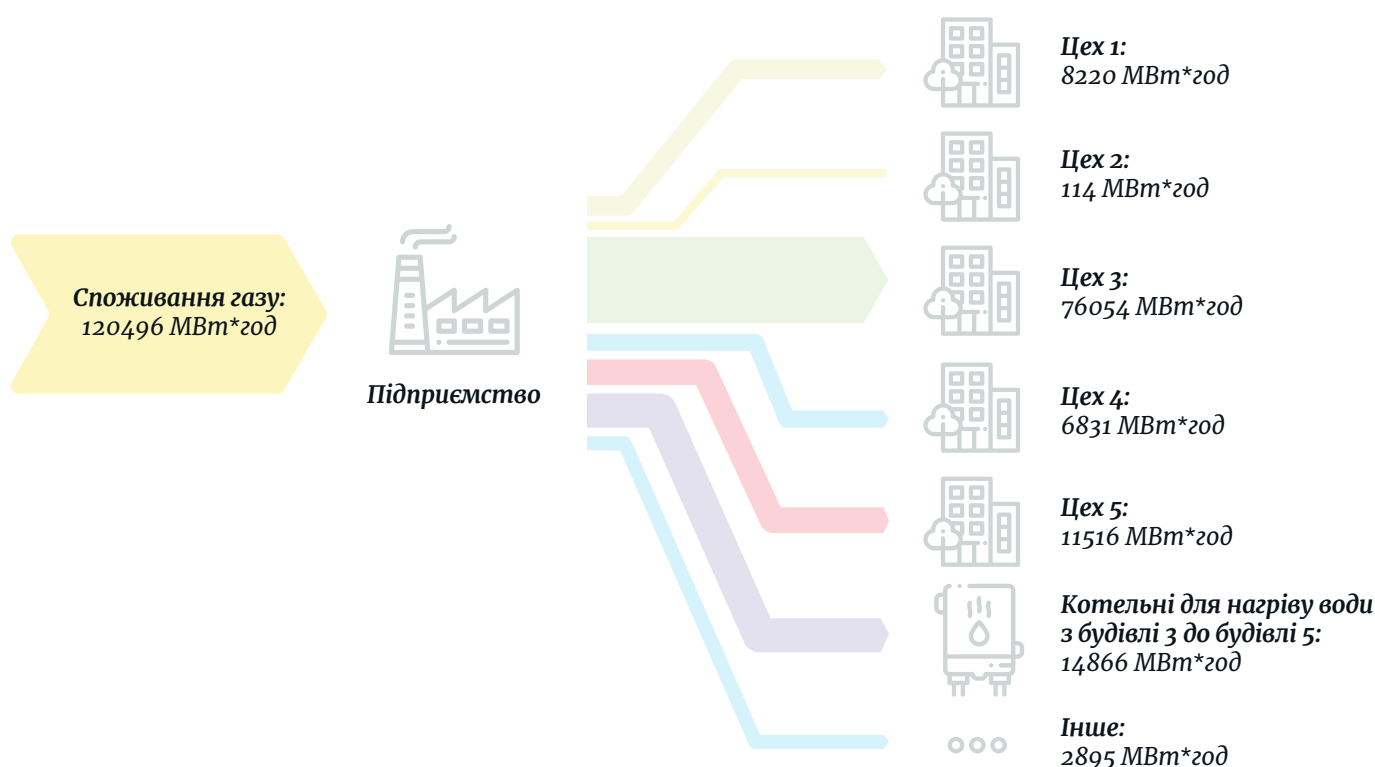 Цех 1:
8220 МВт*год
Цех 2:
114 МВт*год
Споживання газу:
120496 МВт*год
Підприємство
Цех 3:
76054 МВт*год
Цех 4:
6831 МВт*год
Цех 5:
11516 МВт*год
Котельні для нагріву води
з будівлі 3 до будівлі 5:
14866 МВт*год
Інше:
2895 МВт*год